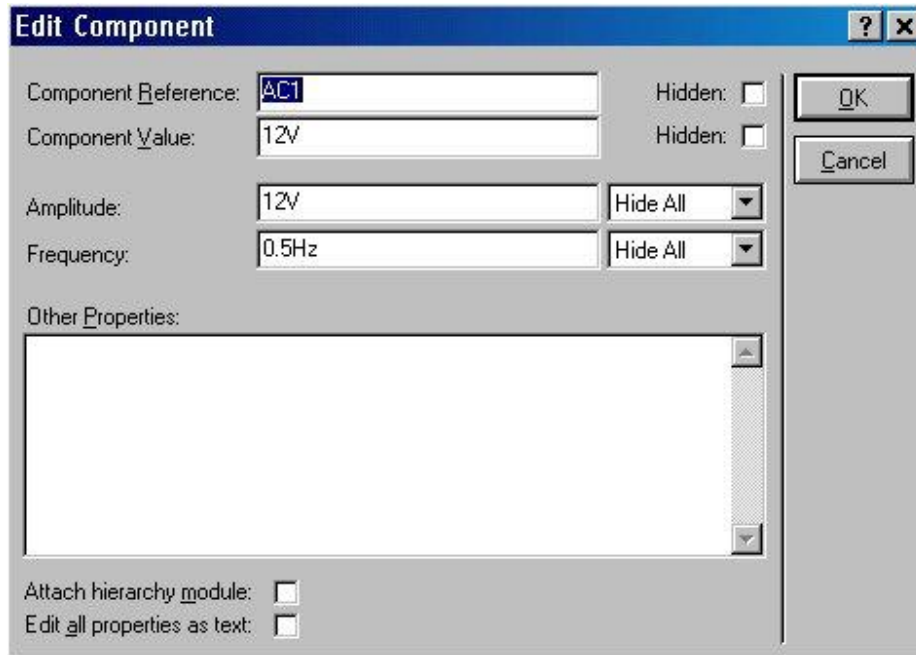 Edit Component
Component Reference: AC1 Hidden: OK
Component Value: 12V Hidden:
Cancel
Amplitude: 12V Hide All
Frequency: 0.5Hz Hide All
Other Properties:
Attach hierarchy module:
Edit all properties as text: